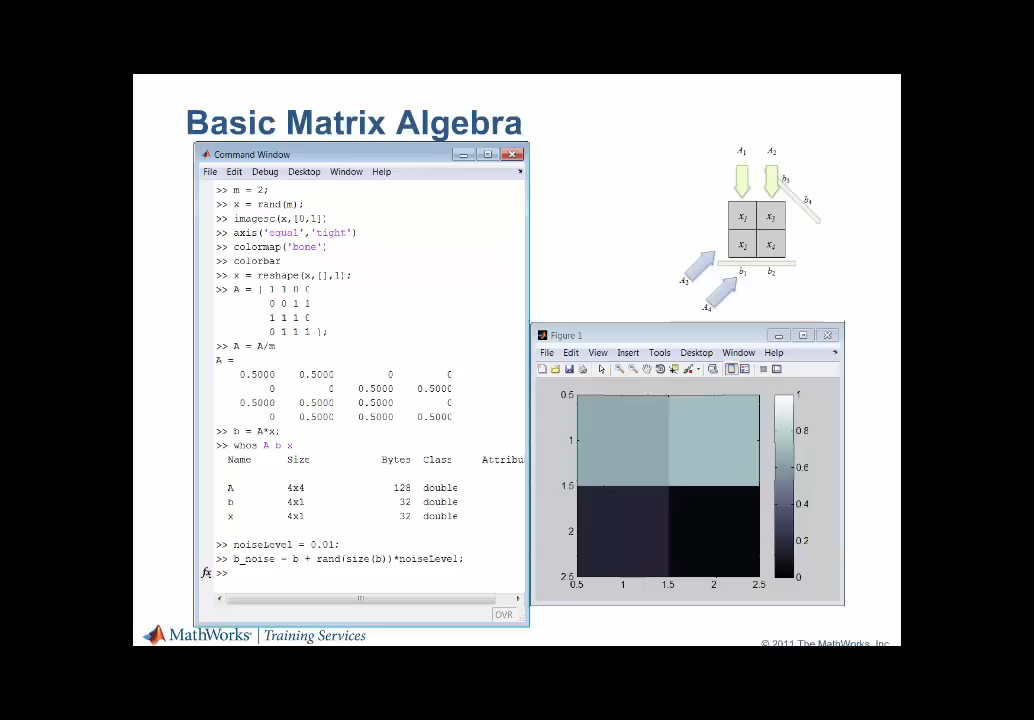 Basic Matrix Algebra
Command Window
File Edit Debug Desktop Window Help
>> m = 2;
>> x = rand(m);
>> imagesc(x,[0,1])
>> axis('equal','tight')
>> colormap('bone')
>> colorbar
>> x = reshape(x,[],1);
>> A = [ 1 1 0 0
0 0 1 1
1 1 1 0
0 1 1 1 ];
>> A = A/m
A =
0.5000 0.5000 0 0
0 0 0.5000 0.5000
0.5000 0.5000 0.5000 0
0 0.5000 0.5000 0.5000
>> b = A*x;
>> whos A b x
Name Size Bytes Class Attribu
A 4x4 128 double
b 4x1 32 double
x 4x1 32 double
>> noiseLevel = 0.01;
>> b_noise = b + rand(size(b))*noiseLevel;
fx >>
OVR
A1 A2
b3
b4
x1 x3
x2 x4
b1 b2
A3
A4
Figure 1
File Edit View Insert Tools Desktop Window Help
0.5
1
1.5
2
2.5
0.5 1 1.5 2 2.5
1
0.8
0.6
0.4
0.2
0
MathWorks® | Training Services
© 2011 The MathWorks, Inc.